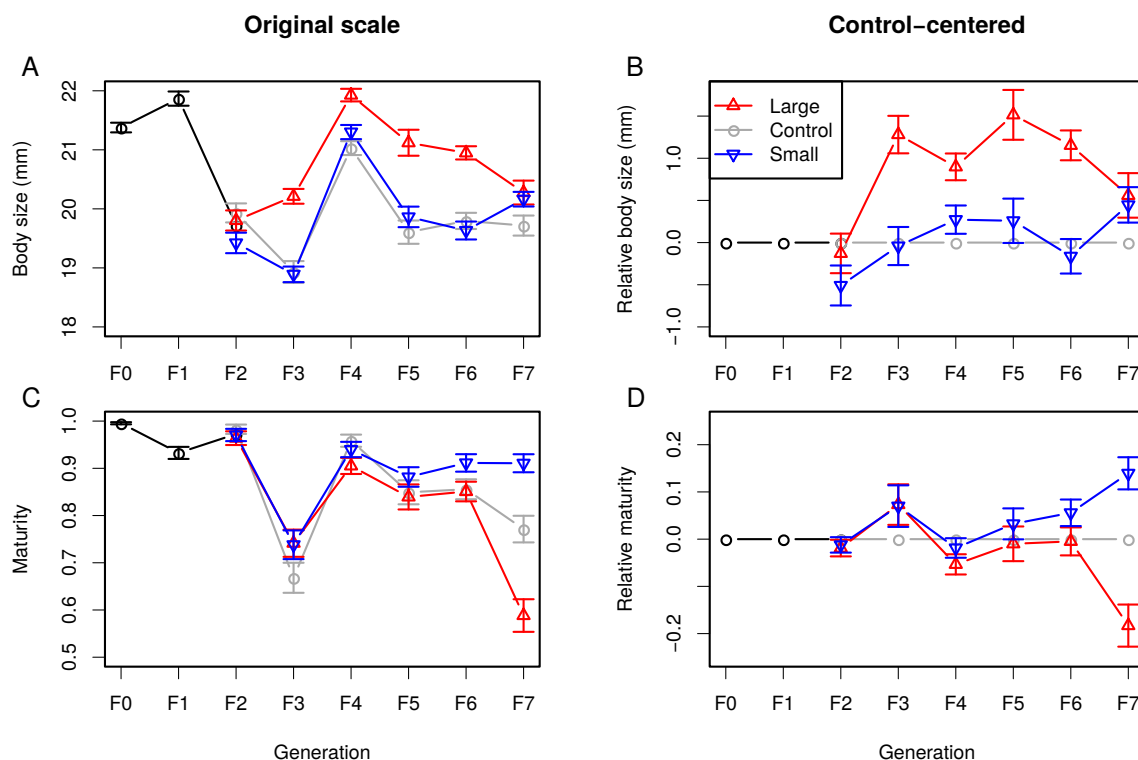 Original scale
Control−centered
A
Body size (mm)
22
21
20
19
18
F0 F1 F2 F3 F4 F5 F6 F7
B
Relative body size (mm)
1.0
0.0
−1.0
Large
Control
Small
F0 F1 F2 F3 F4 F5 F6 F7
C
Maturity
1.0
0.9
0.8
0.7
0.6
0.5
F0 F1 F2 F3 F4 F5 F6 F7
Generation
D
Relative maturity
0.2
0.1
0.0
−0.2
F0 F1 F2 F3 F4 F5 F6 F7
Generation